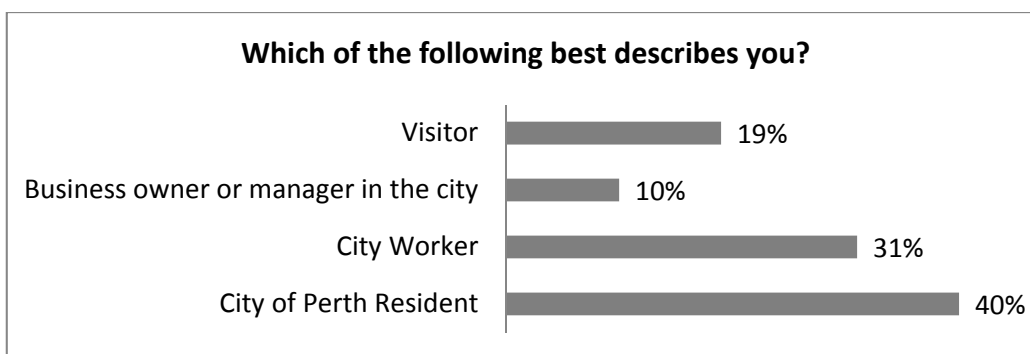 Which of the following best describes you?
Visitor 19%
Business owner or manager in the city 10%
City Worker 31%
City of Perth Resident 40%